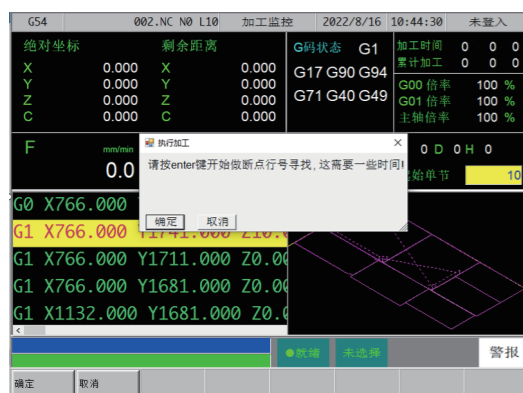 G54 002.NC N0 L10 加工监控 2022/8/16 10:44:30 未登入
绝对坐标 剩余距离 G码状态 G1 加工时间 0 0 0
累计加工 0 0 0
X 0.000 X 0.000 G17 G90 G94
Y 0.000 Y 0.000 G00 倍率 100 %
Z 0.000 Z 0.000 G71 G40 G49 G01 倍率 100 %
C 0.000 C 0.000 主轴倍率 100 %
F mm/min 0.0
执行加工 ×
请按enter键开始做断点行号寻找,这需要一些时间!
确定 取消
0 D 0 H 0
始单节 10
G0 X766.000
G1 X766.000 Y1741.000 Z10.
G1 X766.000 Y1711.000 Z0.00
G1 X766.000 Y1681.000 Z0.00
G1 X1132.000 Y1681.000 Z0.
●就绪 未选择 警报
确定 取消